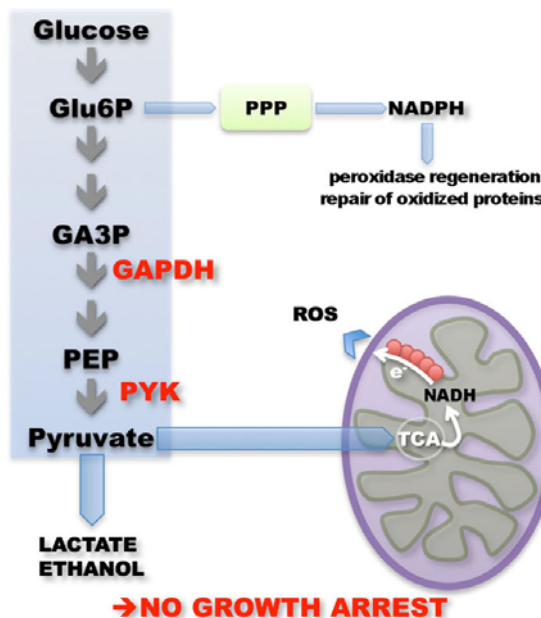 Glucose
Glu6P
PPP
NADPH
peroxidase regeneration
repair of oxidized proteins
GA3P
GAPDH
ROS
PEP
e-
NADH
PYK
Pyruvate
TCA
LACTATE
ETHANOL
→NO GROWTH ARREST